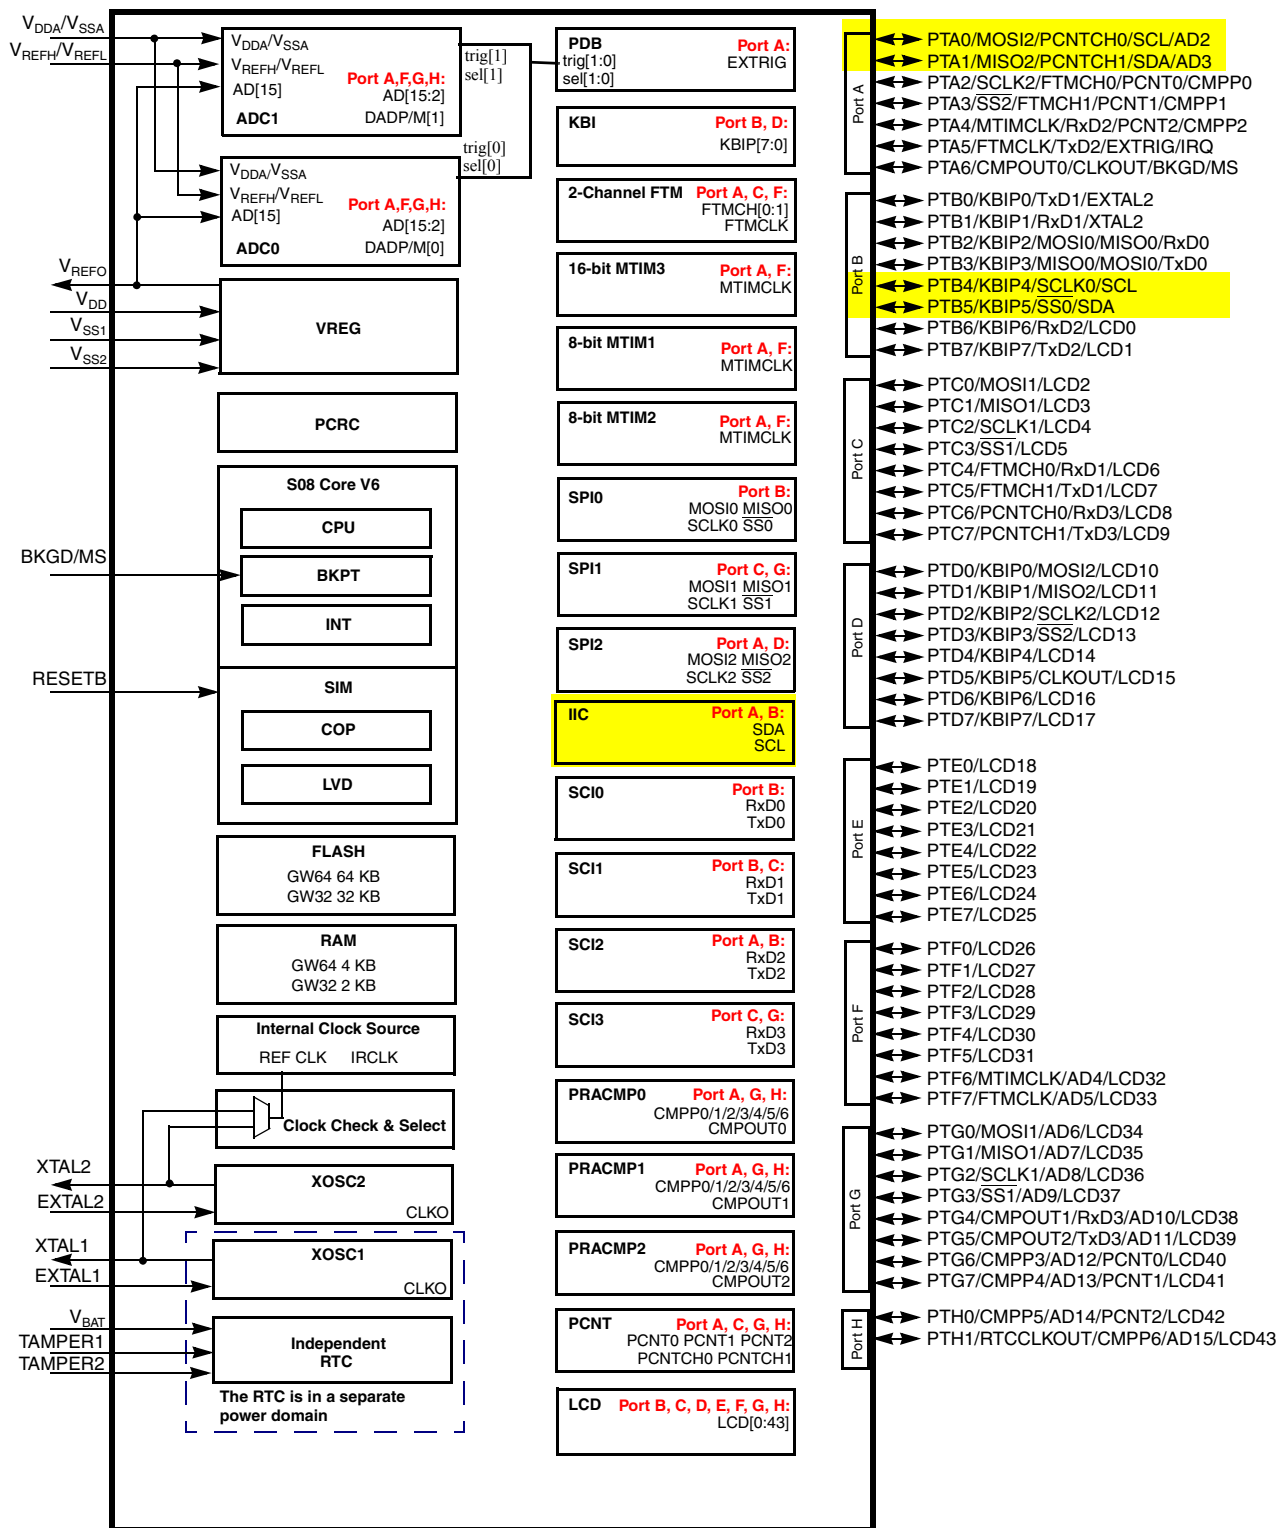 VDDA/VSSA
VREFH/VREFL
VDDA/VSSA
VREFH/VREFL
Port A,F,G,H:
AD[15]
AD[15:2]
ADC1
DADP/M[1]
trig[1]
sel[1]
trig[0]
sel[0]
VDDA/VSSA
VREFH/VREFL
Port A,F,G,H:
AD[15]
AD[15:2]
ADC0
DADP/M[0]
VREFO
VDD
VSS1
VSS2
VREG
PCRC
S08 Core V6
CPU
BKGD/MS
BKPT
INT
RESETB
SIM
COP
LVD
FLASH
GW64 64 KB
GW32 32 KB
RAM
GW64 4 KB
GW32 2 KB
Internal Clock Source
REF CLK IRCLK
Clock Check & Select
XTAL2
EXTAL2
XOSC2
CLKO
XTAL1
EXTAL1
XOSC1
CLKO
VBAT
TAMPER1
TAMPER2
Independent
RTC
The RTC is in a separate
power domain
PDB Port A:
trig[1:0] EXTRIG
sel[1:0]
KBI Port B, D:
KBIP[7:0]
2-Channel FTM Port A, C, F:
FTMCH[0:1]
FTMCLK
16-bit MTIM3 Port A, F:
MTIMCLK
8-bit MTIM1 Port A, F:
MTIMCLK
8-bit MTIM2 Port A, F:
MTIMCLK
SPI0 Port B:
MOSI0 MISO0
SCLK0 SS0
SPI1 Port C, G:
MOSI1 MISO1
SCLK1 SS1
SPI2 Port A, D:
MOSI2 MISO2
SCLK2 SS2
IIC Port A, B:
SDA
SCL
SCI0 Port B:
RxD0
TxD0
SCI1 Port B, C:
RxD1
TxD1
SCI2 Port A, B:
RxD2
TxD2
SCI3 Port C, G:
RxD3
TxD3
PRACMP0 Port A, G, H:
CMPP0/1/2/3/4/5/6
CMPOUT0
PRACMP1 Port A, G, H:
CMPP0/1/2/3/4/5/6
CMPOUT1
PRACMP2 Port A, G, H:
CMPP0/1/2/3/4/5/6
CMPOUT2
PCNT Port A, C, G, H:
PCNT0 PCNT1 PCNT2
PCNTCH0 PCNTCH1
LCD Port B, C, D, E, F, G, H:
LCD[0:43]
Port A
PTA0/MOSI2/PCNTCH0/SCL/AD2
PTA1/MISO2/PCNTCH1/SDA/AD3
PTA2/SCLK2/FTMCH0/PCNT0/CMPP0
PTA3/SS2/FTMCH1/PCNT1/CMPP1
PTA4/MTIMCLK/RxD2/PCNT2/CMPP2
PTA5/FTMCLK/TxD2/EXTRIG/IRQ
PTA6/CMPOUT0/CLKOUT/BKGD/MS
Port B
PTB0/KBIP0/TxD1/EXTAL2
PTB1/KBIP1/RxD1/XTAL2
PTB2/KBIP2/MOSI0/MISO0/RxD0
PTB3/KBIP3/MISO0/MOSI0/TxD0
PTB4/KBIP4/SCLK0/SCL
PTB5/KBIP5/SS0/SDA
PTB6/KBIP6/RxD2/LCD0
PTB7/KBIP7/TxD2/LCD1
Port C
PTC0/MOSI1/LCD2
PTC1/MISO1/LCD3
PTC2/SCLK1/LCD4
PTC3/SS1/LCD5
PTC4/FTMCH0/RxD1/LCD6
PTC5/FTMCH1/TxD1/LCD7
PTC6/PCNTCH0/RxD3/LCD8
PTC7/PCNTCH1/TxD3/LCD9
Port D
PTD0/KBIP0/MOSI2/LCD10
PTD1/KBIP1/MISO2/LCD11
PTD2/KBIP2/SCLK2/LCD12
PTD3/KBIP3/SS2/LCD13
PTD4/KBIP4/LCD14
PTD5/KBIP5/CLKOUT/LCD15
PTD6/KBIP6/LCD16
PTD7/KBIP7/LCD17
Port E
PTE0/LCD18
PTE1/LCD19
PTE2/LCD20
PTE3/LCD21
PTE4/LCD22
PTE5/LCD23
PTE6/LCD24
PTE7/LCD25
Port F
PTF0/LCD26
PTF1/LCD27
PTF2/LCD28
PTF3/LCD29
PTF4/LCD30
PTF5/LCD31
PTF6/MTIMCLK/AD4/LCD32
PTF7/FTMCLK/AD5/LCD33
Port G
PTG0/MOSI1/AD6/LCD34
PTG1/MISO1/AD7/LCD35
PTG2/SCLK1/AD8/LCD36
PTG3/SS1/AD9/LCD37
PTG4/CMPOUT1/RxD3/AD10/LCD38
PTG5/CMPOUT2/TxD3/AD11/LCD39
PTG6/CMPP3/AD12/PCNT0/LCD40
PTG7/CMPP4/AD13/PCNT1/LCD41
Port H
PTH0/CMPP5/AD14/PCNT2/LCD42
PTH1/RTCCLKOUT/CMPP6/AD15/LCD43